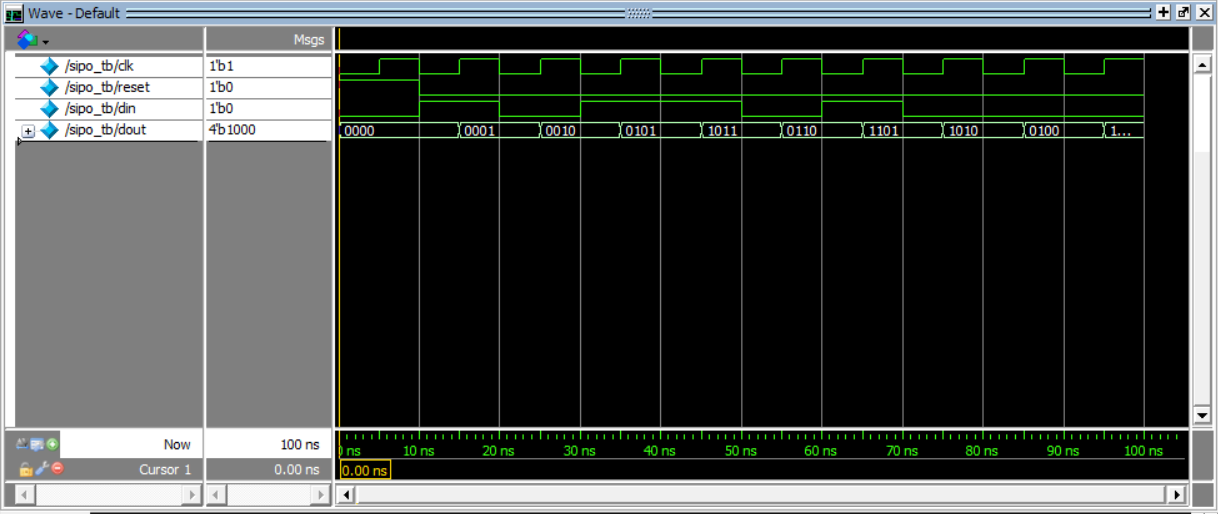 Wave - Default
Msgs
/sipo_tb/clk 1'b1
/sipo_tb/reset 1'b0
/sipo_tb/din 1'b0
/sipo_tb/dout 4'b1000 0000 0001 0010 0101 1011 0110 1101 1010 0100 1...
Now 100 ns ns 10 ns 20 ns 30 ns 40 ns 50 ns 60 ns 70 ns 80 ns 90 ns 100 ns
Cursor 1 0.00 ns 0.00 ns